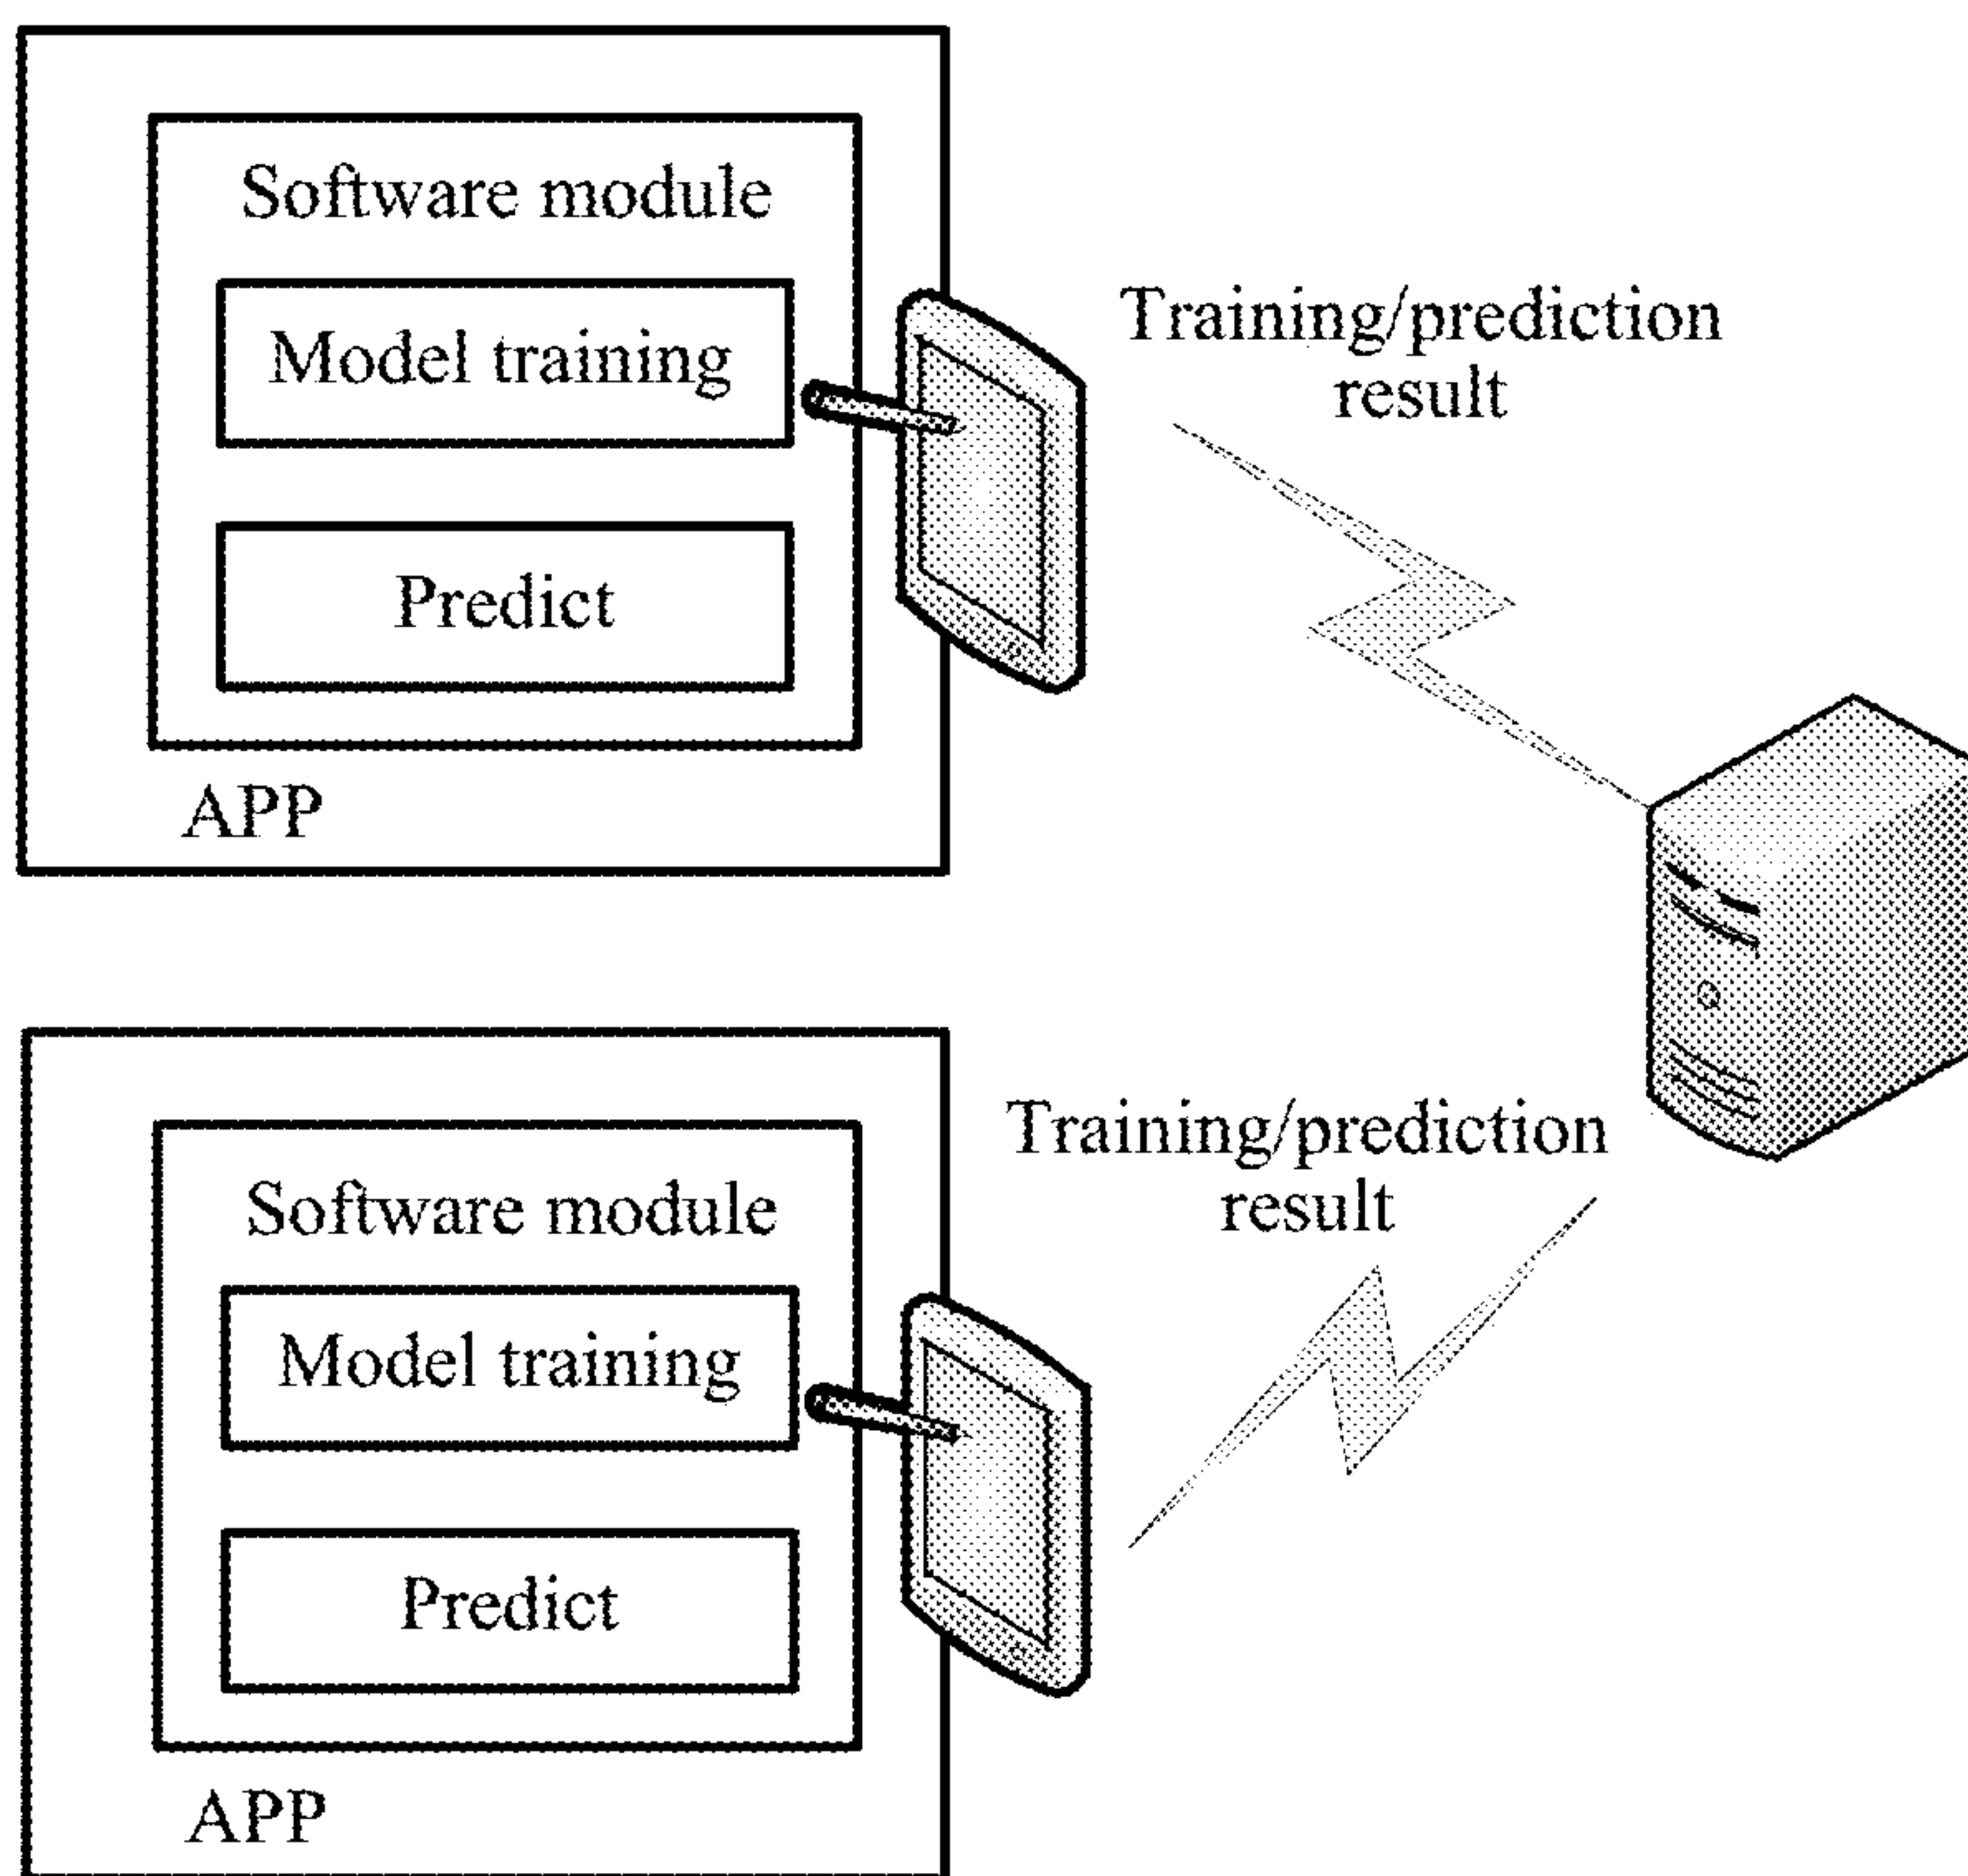 Software module
Model training
Predict
APP
Training/prediction
result
Software module
Model training
Predict
APP
Training/prediction
result